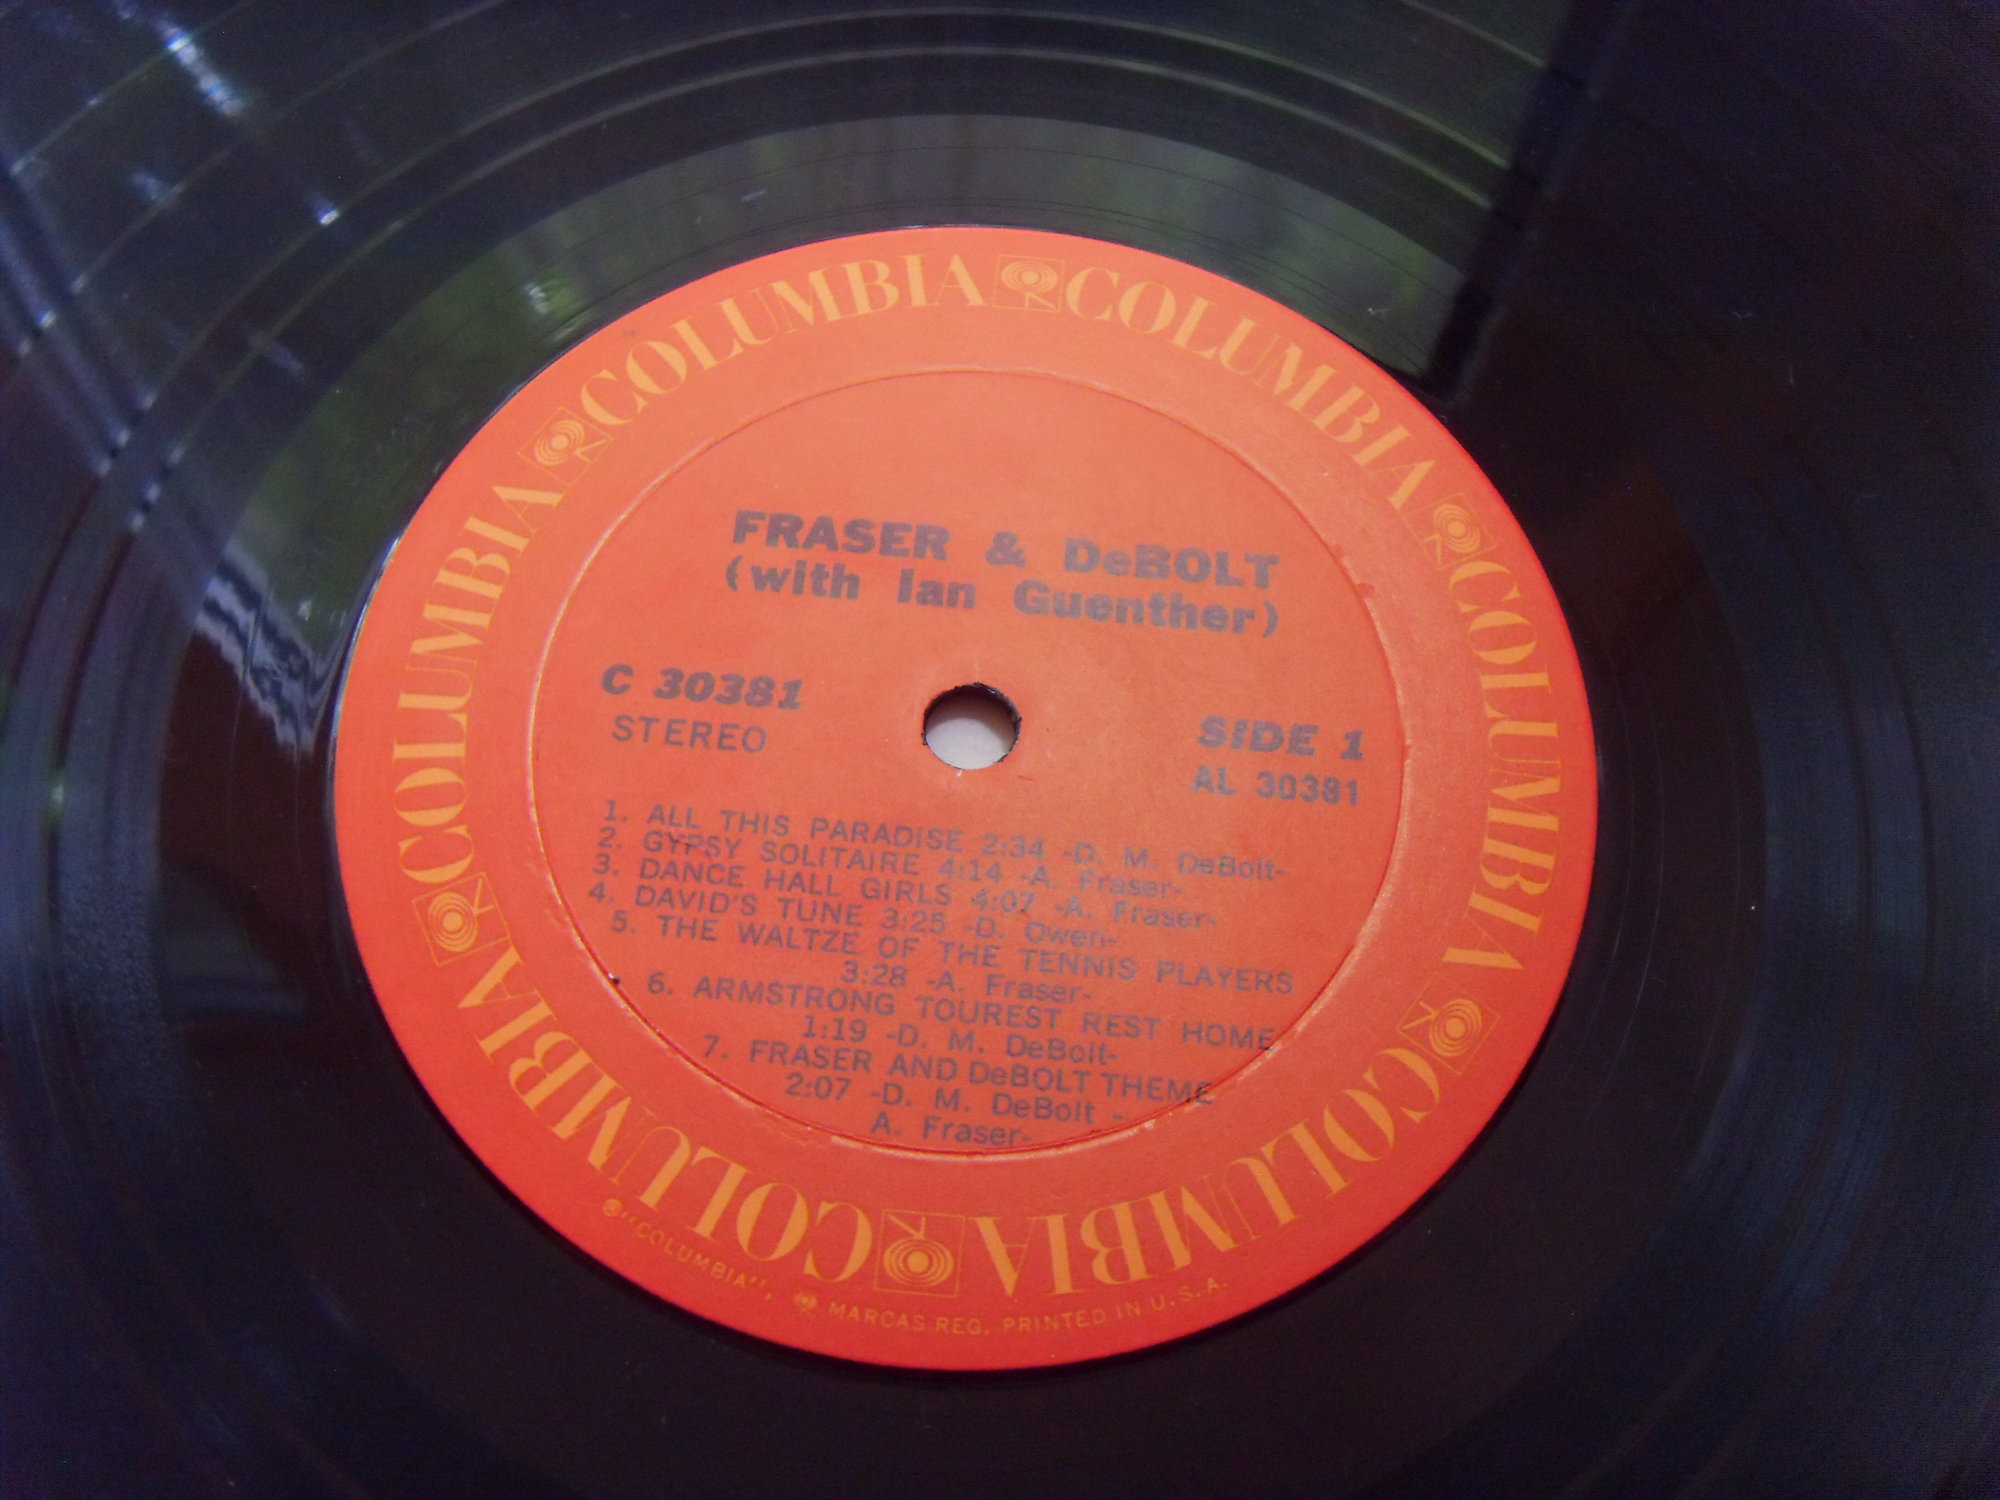 COLUMBIA COLUMBIA COLUMBIA COLUMBIA COLUMBIA COLUMBIA
FRASER & DeBOLT
(with Ian Guenther)
C 30381
STEREO
SIDE 1
AL 30381
1. ALL THIS PARADISE 2:34 -D. M. DeBolt-
2. GYPSY SOLITAIRE 4:14 -A. Fraser-
3. DANCE HALL GIRLS 4:07 -A. Fraser-
4. DAVID'S TUNE 3:25 -D. Owen-
5. THE WALTZE OF THE TENNIS PLAYERS
3:28 -A. Fraser-
6. ARMSTRONG TOUREST REST HOME
1:19 -D. M. DeBolt-
7. FRASER AND DeBOLT THEME
2:07 -D. M. DeBolt -
A. Fraser-
®"COLUMBIA", MARCAS REG. PRINTED IN U.S.A.